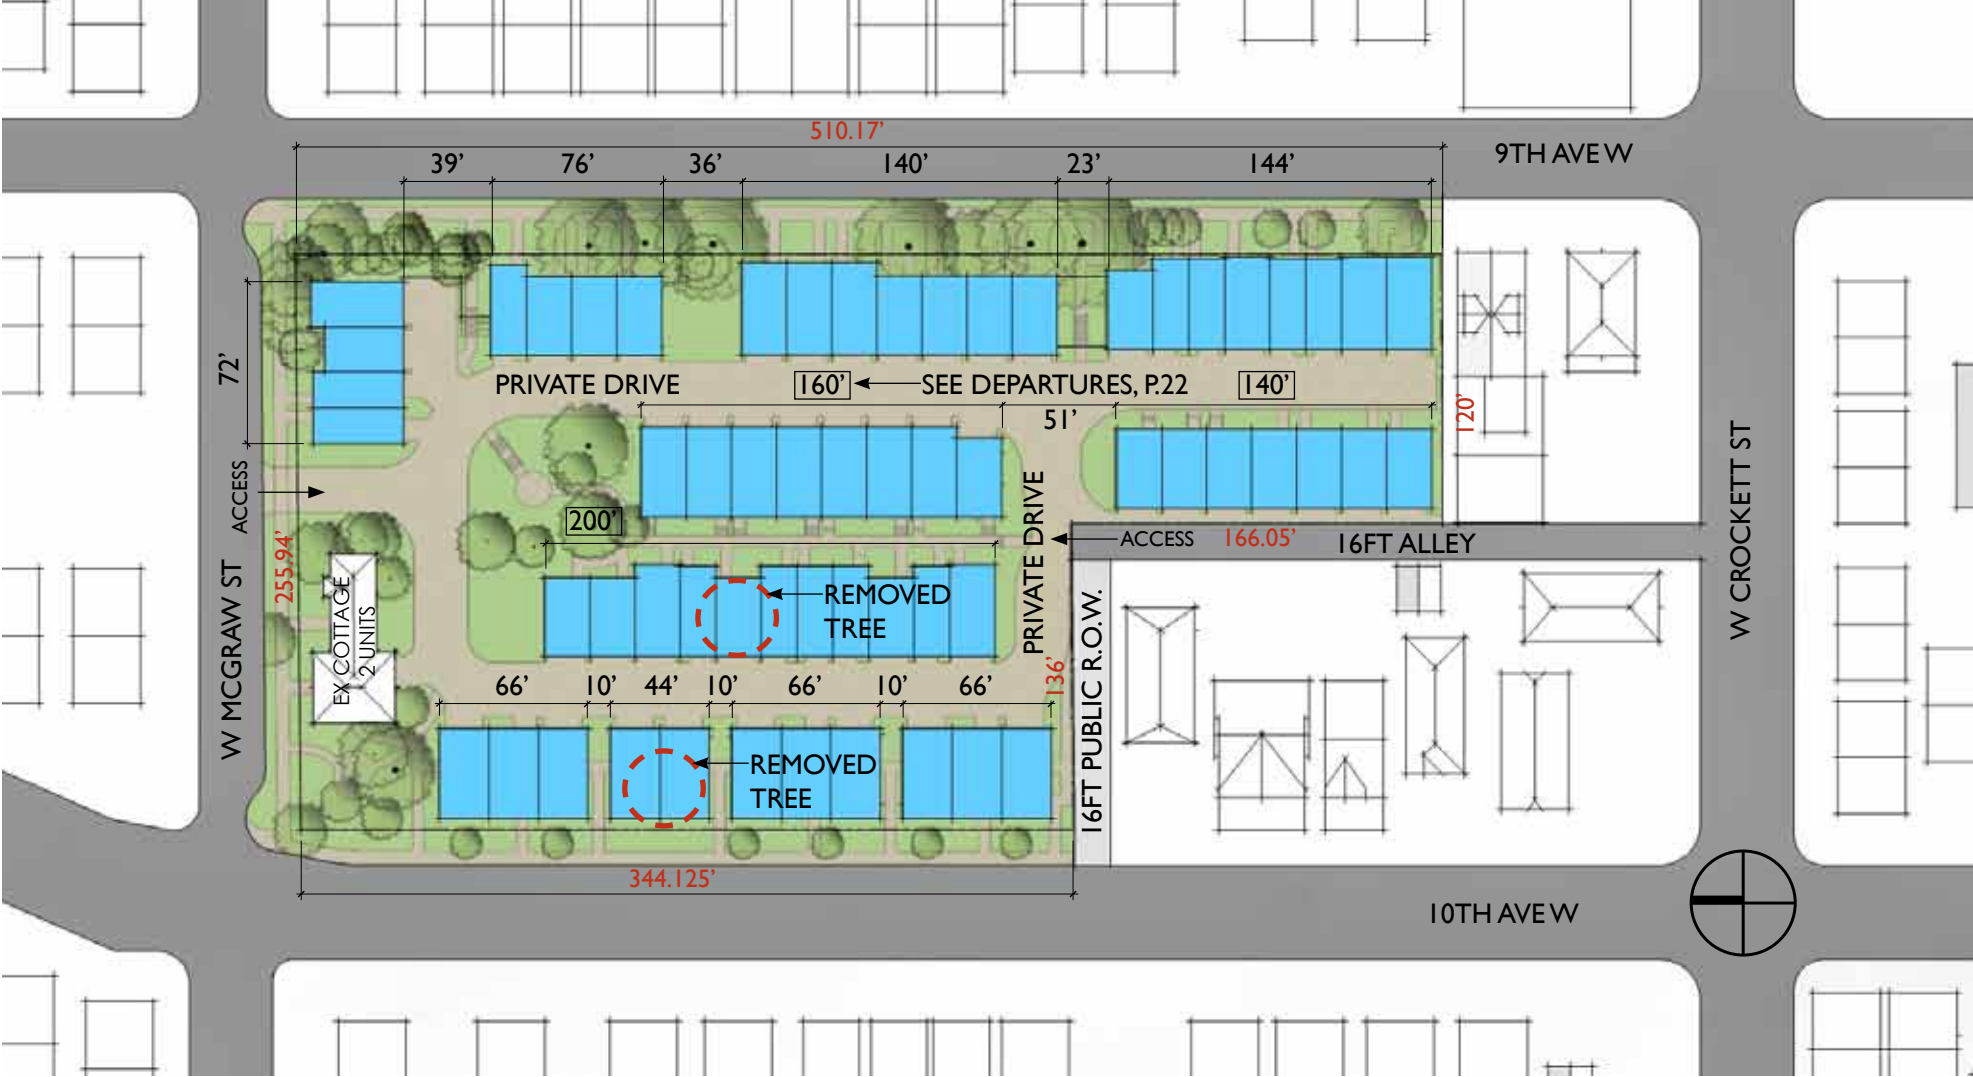 510.17'
9TH AVE W
39'
76'
36'
140'
23'
144'
72'
PRIVATE DRIVE
160'
SEE DEPARTURES, P.22
140'
51'
120'
ACCESS
200'
PRIVATE DRIVE
ACCESS
166.05'
16FT ALLEY
W CROCKETT ST
255.94'
W MCGRAW ST
EX COTTAGE
2 UNITS
REMOVED
TREE
16FT PUBLIC R.O.W.
136'
66'
10'
44'
10'
66'
10'
66'
REMOVED
TREE
344.125'
10TH AVE W